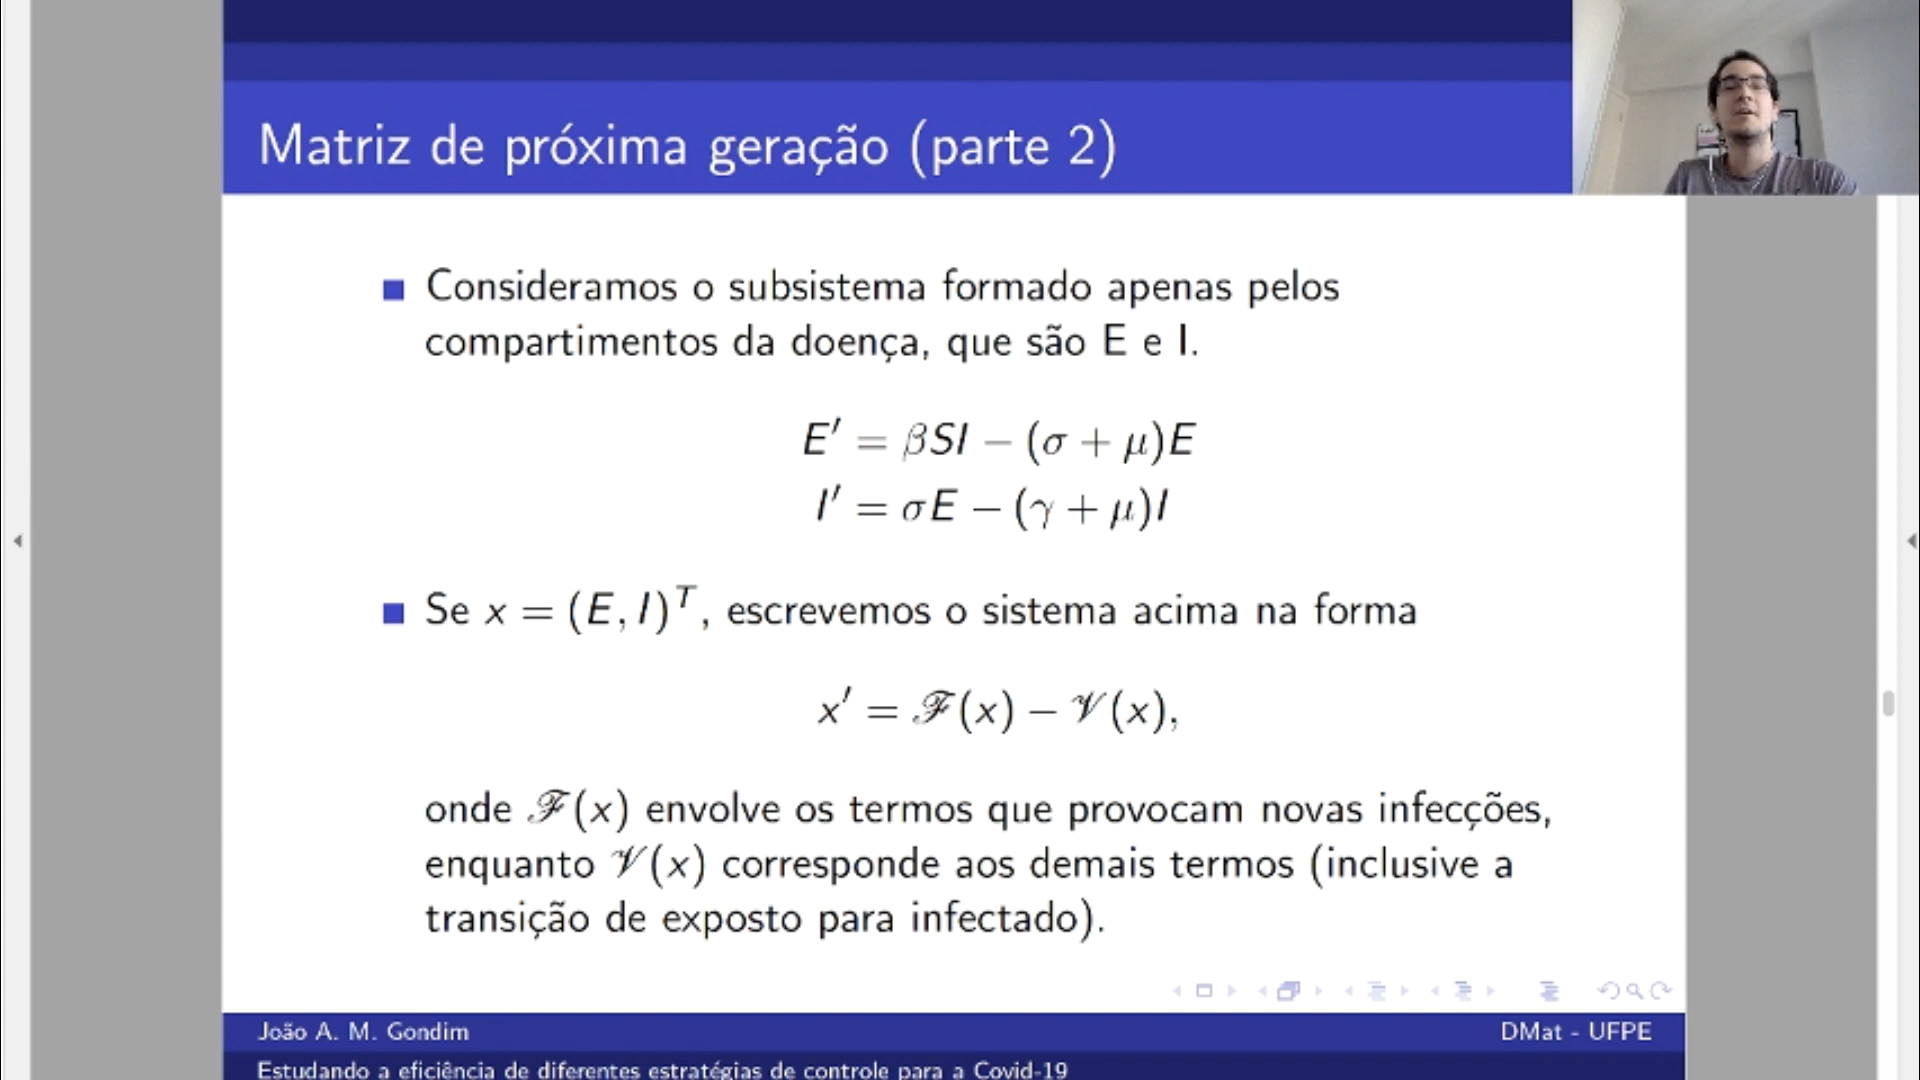 Matriz de próxima geração (parte 2)
Consideramos o subsistema formado apenas pelos
compartimentos da doença, que são E e I.
E′ = βSI − (σ + μ)E
I′ = σE − (γ + μ)I
Se x = (E, I)ᵀ, escrevemos o sistema acima na forma
x′ = ℱ(x) − 𝒱(x),
onde ℱ(x) envolve os termos que provocam novas infecções,
enquanto 𝒱(x) corresponde aos demais termos (inclusive a
transição de exposto para infectado).
João A. M. Gondim
DMat - UFPE
Estudando a eficiência de diferentes estratégias de controle para a Covid-19